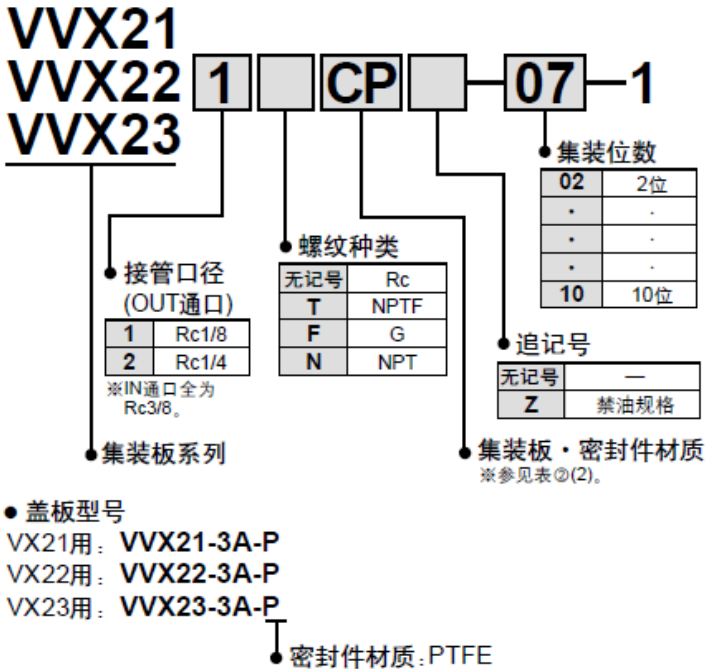 VVX21
VVX22 1 CP — 07 — 1
VVX23
● 集装位数
02 2位
· ·
· ·
· ·
10 10位
● 螺纹种类
无记号 Rc
T NPTF
F G
N NPT
● 接管口径
(OUT通口)
1 Rc1/8
2 Rc1/4
※IN通口全为
Rc3/8。
● 追记号
无记号 —
Z 禁油规格
● 集装板系列
● 集装板・密封件材质
※参见表②(2)。
● 盖板型号
VX21用：VVX21-3A-P
VX22用：VVX22-3A-P
VX23用：VVX23-3A-P
● 密封件材质：PTFE